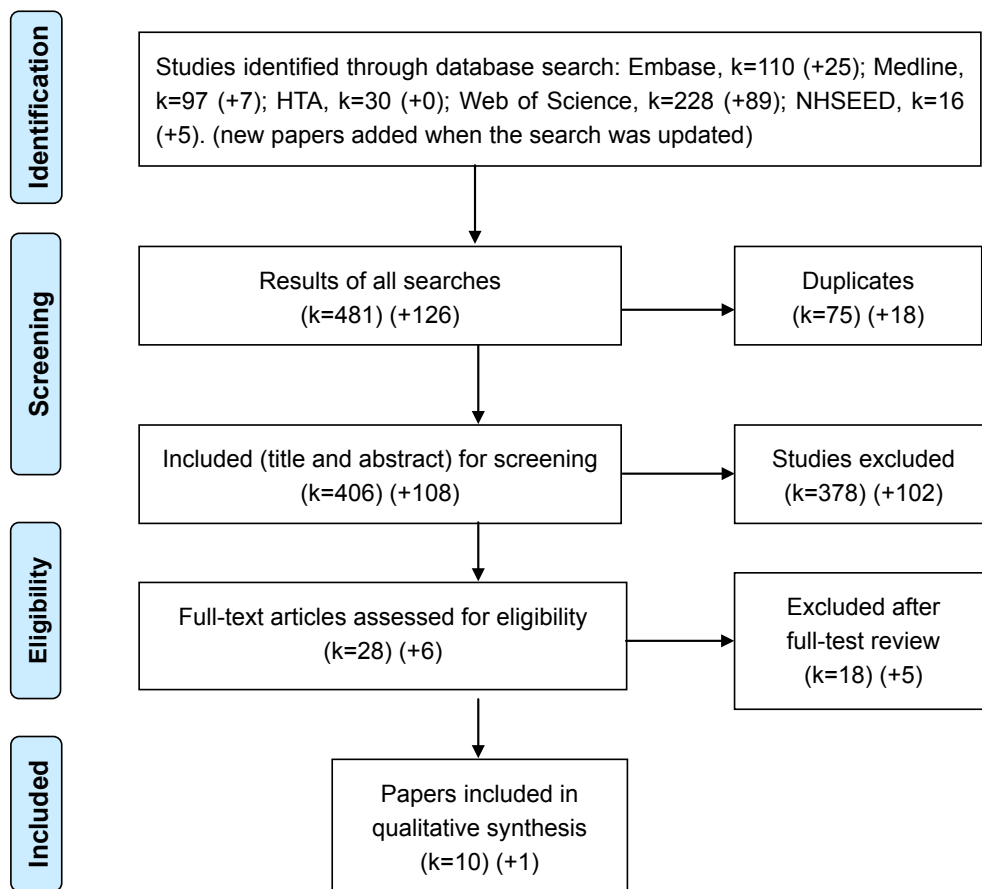 Identification
Studies identified through database search: Embase, k=110 (+25); Medline,
k=97 (+7); HTA, k=30 (+0); Web of Science, k=228 (+89); NHSEED, k=16
(+5). (new papers added when the search was updated)
Screening
Results of all searches
(k=481) (+126)
Duplicates
(k=75) (+18)
Included (title and abstract) for screening
(k=406) (+108)
Studies excluded
(k=378) (+102)
Eligibility
Full-text articles assessed for eligibility
(k=28) (+6)
Excluded after
full-test review
(k=18) (+5)
Included
Papers included in
qualitative synthesis
(k=10) (+1)